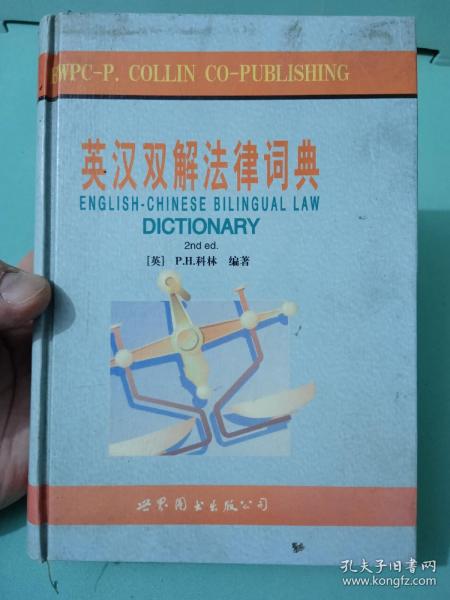 WPC-P. COLLIN CO-PUBLISHING
英汉双解法律词典
ENGLISH-CHINESE BILINGUAL LAW
DICTIONARY
2nd ed.
[英] P.H.科林 编著
世界图书出版公司
孔夫子旧书网
www.kongfz.com